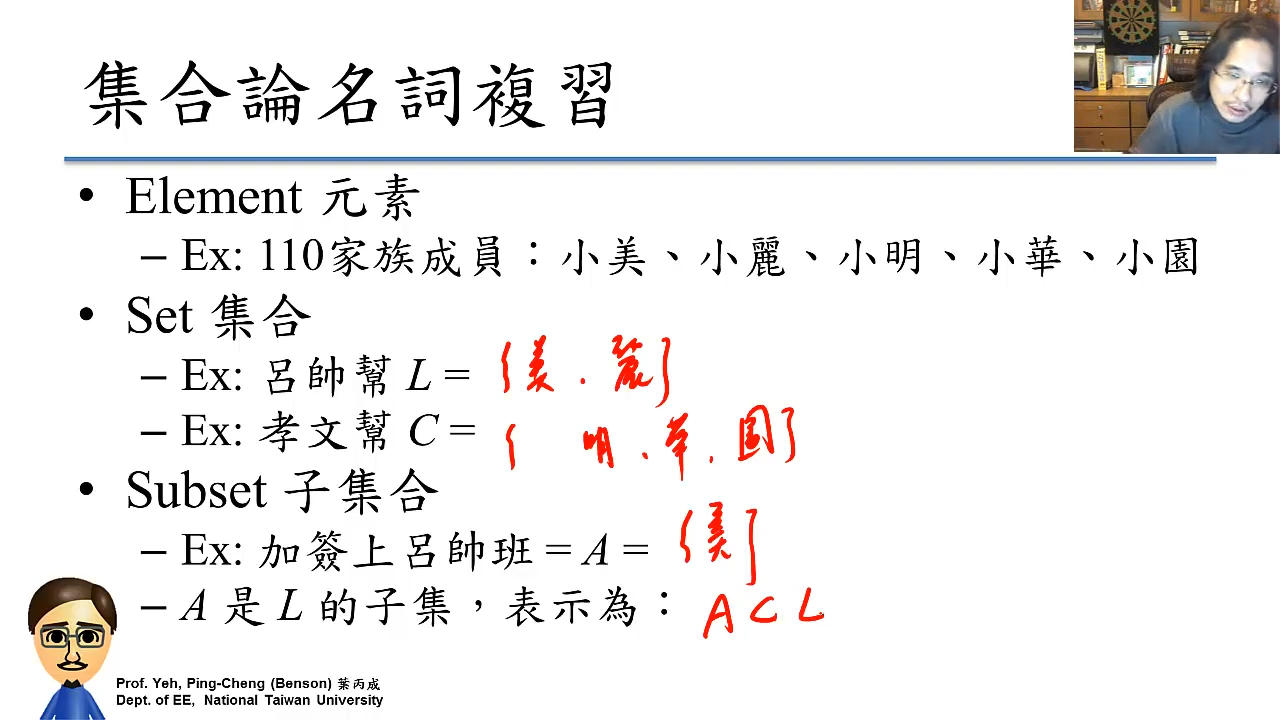 集合論名詞複習
• Element 元素
– Ex: 110家族成員：小美、小麗、小明、小華、小園
• Set 集合
– Ex: 呂帥幫 L = {美. 麗}
– Ex: 孝文幫 C = { 明.華.園}
• Subset 子集合
– Ex: 加簽上呂帥班 = A = {美}
– A 是 L 的子集，表示為： A ⊂ L
Prof. Yeh, Ping-Cheng (Benson) 葉丙成
Dept. of EE, National Taiwan University